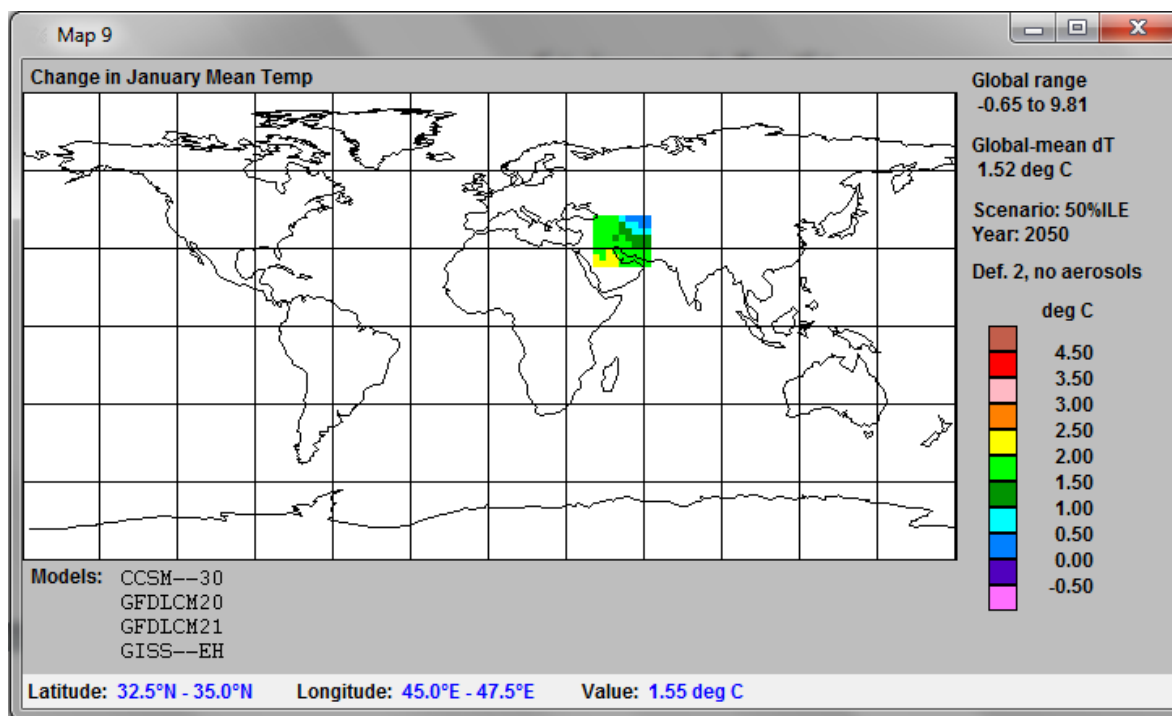 Map 9
Change in January Mean Temp
Global range
-0.65 to 9.81
Global-mean dT
1.52 deg C
Scenario: 50%ILE
Year: 2050
Def. 2, no aerosols
deg C
4.50
3.50
3.00
2.50
2.00
1.50
1.00
0.50
0.00
-0.50
Models: CCSM--30
GFDLCM20
GFDLCM21
GISS--EH
Latitude: 32.5°N - 35.0°N Longitude: 45.0°E - 47.5°E Value: 1.55 deg C